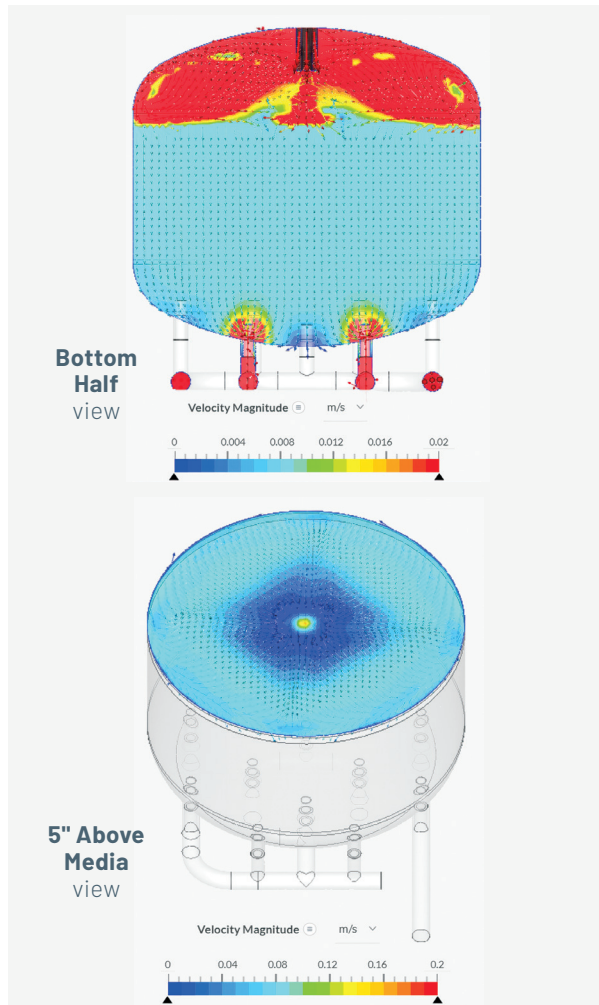 Bottom
Half
view
Velocity Magnitude
m/s
0 0.004 0.008 0.012 0.016 0.02
5" Above
Media
view
Velocity Magnitude
m/s
0 0.04 0.08 0.12 0.16 0.2